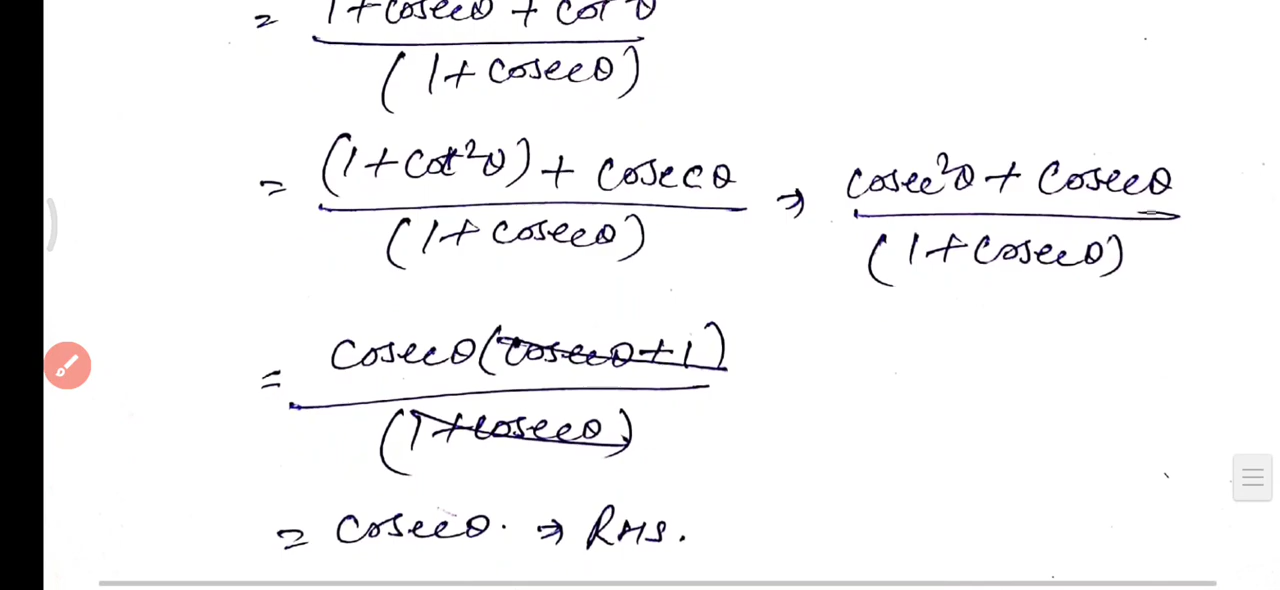 = 1 + cosecθ + cot²θ / (1 + cosecθ)
= (1 + cot²θ) + cosecθ / (1 + cosecθ) ⇒ cosec²θ + cosecθ / (1 + cosecθ)
= cosecθ (cosecθ + 1) / (1 + cosecθ)
= cosecθ. ⇒ RHS.